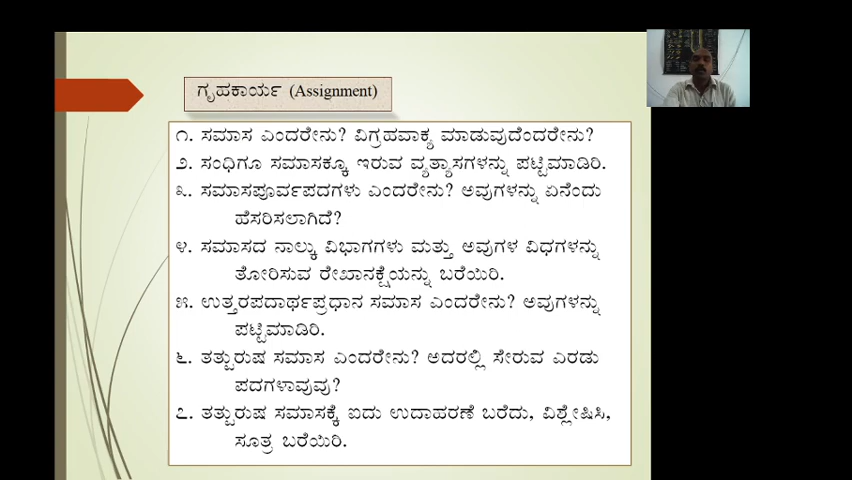 ಗೃಹಕಾರ್ಯ (Assignment)
೧. ಸಮಾಸ ಎಂದರೇನು? ವಿಗ್ರಹವಾಕ್ಯ ಮಾಡುವುದೆಂದರೇನು?
೨. ಸಂಧಿಗೂ ಸಮಾಸಕ್ಕೂ ಇರುವ ವ್ಯತ್ಯಾಸಗಳನ್ನು ಪಟ್ಟಿಮಾಡಿರಿ.
೩. ಸಮಾಸಪೂರ್ವಪದಗಳು ಎಂದರೇನು? ಅವುಗಳನ್ನು ಏನೆಂದು
ಹೆಸರಿಸಲಾಗಿದೆ?
೪. ಸಮಾಸದ ನಾಲ್ಕು ವಿಭಾಗಗಳು ಮತ್ತು ಅವುಗಳ ವಿಧಗಳನ್ನು
ತೋರಿಸುವ ರೇಖಾನಕ್ಷೆಯನ್ನು ಬರೆಯಿರಿ.
೫. ಉತ್ತರಪದಾರ್ಥಪ್ರಧಾನ ಸಮಾಸ ಎಂದರೇನು? ಅವುಗಳನ್ನು
ಪಟ್ಟಿಮಾಡಿರಿ.
೬. ತತ್ಪುರುಷ ಸಮಾಸ ಎಂದರೇನು? ಅದರಲ್ಲಿ ಸೇರುವ ಎರಡು
ಪದಗಳಾವುವು?
೭. ತತ್ಪುರುಷ ಸಮಾಸಕ್ಕೆ ಐದು ಉದಾಹರಣೆ ಬರೆದು, ವಿಶ್ಲೇಷಿಸಿ,
ಸೂತ್ರ ಬರೆಯಿರಿ.